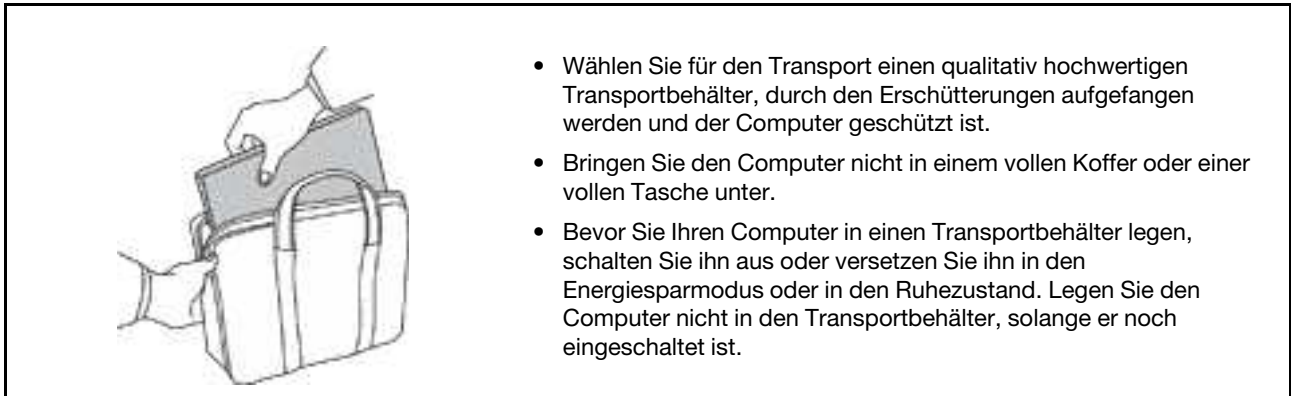 • Wählen Sie für den Transport einen qualitativ hochwertigen
Transportbehälter, durch den Erschütterungen aufgefangen
werden und der Computer geschützt ist.
• Bringen Sie den Computer nicht in einem vollen Koffer oder einer
vollen Tasche unter.
• Bevor Sie Ihren Computer in einen Transportbehälter legen,
schalten Sie ihn aus oder versetzen Sie ihn in den
Energiesparmodus oder in den Ruhezustand. Legen Sie den
Computer nicht in den Transportbehälter, solange er noch
eingeschaltet ist.